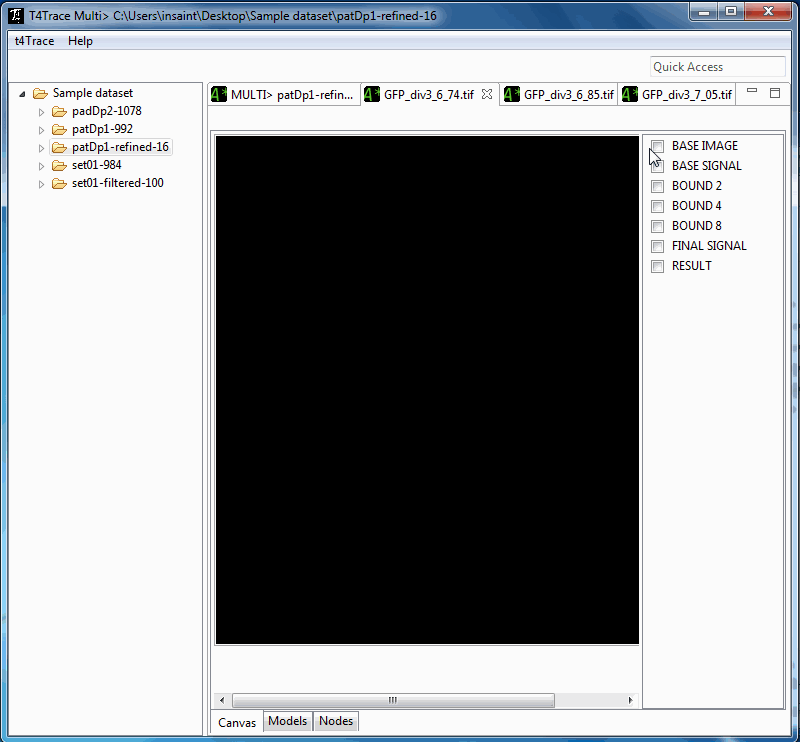 T4Trace Multi> C:\Users\insaint\Desktop\Sample dataset\patDp1-refined-16
t4Trace Help
Quick Access
Sample dataset
padDp2-1078
patDp1-992
patDp1-refined-16
set01-984
set01-filtered-100
MULTI> patDp1-refin... GFP_div3_6_74.tif GFP_div3_6_85.tif GFP_div3_7_05.tif
BASE IMAGE
BASE SIGNAL
BOUND 2
BOUND 4
BOUND 8
FINAL SIGNAL
RESULT
Canvas Models Nodes